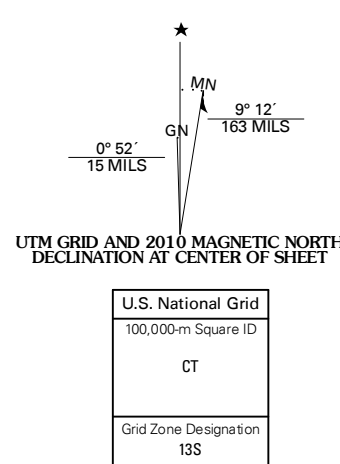 MN
GN
9° 12´
163 MILS
0° 52´
15 MILS
UTM GRID AND 2010 MAGNETIC NORTH
DECLINATION AT CENTER OF SHEET
U.S. National Grid
100,000-m Square ID
CT
Grid Zone Designation
13S